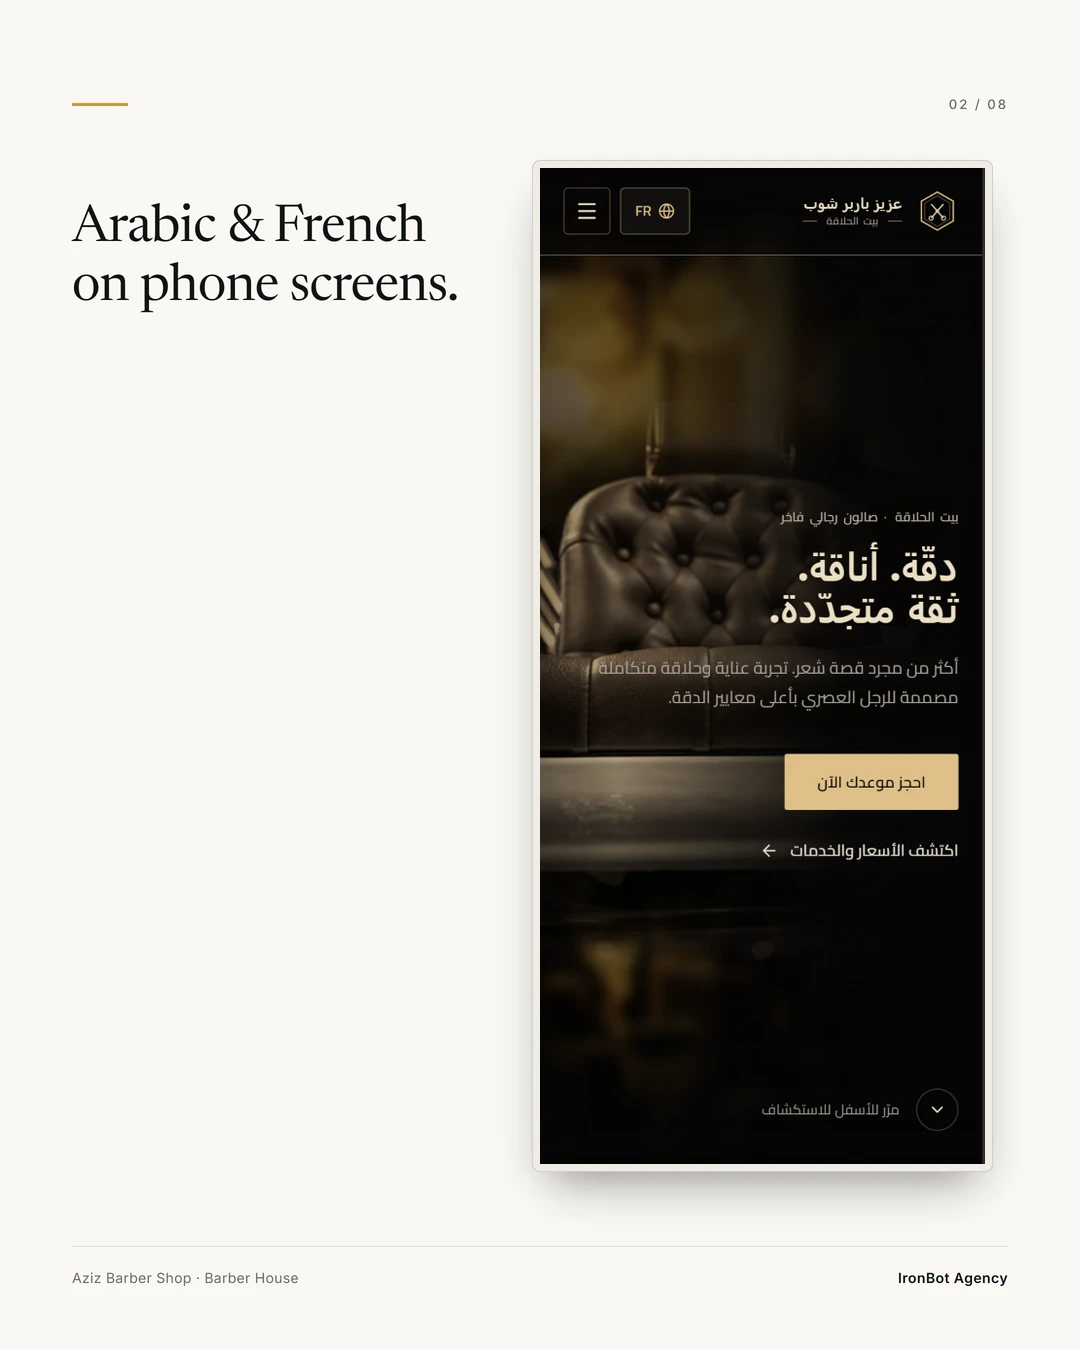 02 / 08
Arabic & French
on phone screens.
عزيز باربر شوب
بيت الحلاقة
FR
بيت الحلاقة · صالون رجالي فاخر
دقّة. أناقة.
ثقة متجدّدة.
أكثر من مجرد قصة شعر. تجربة عناية وحلاقة متكاملة
مصممة للرجل العصري بأعلى معايير الدقة.
احجز موعدك الآن
اكتشف الأسعار والخدمات ←
مرّر للأسفل للاستكشاف
Aziz Barber Shop · Barber House
IronBot Agency